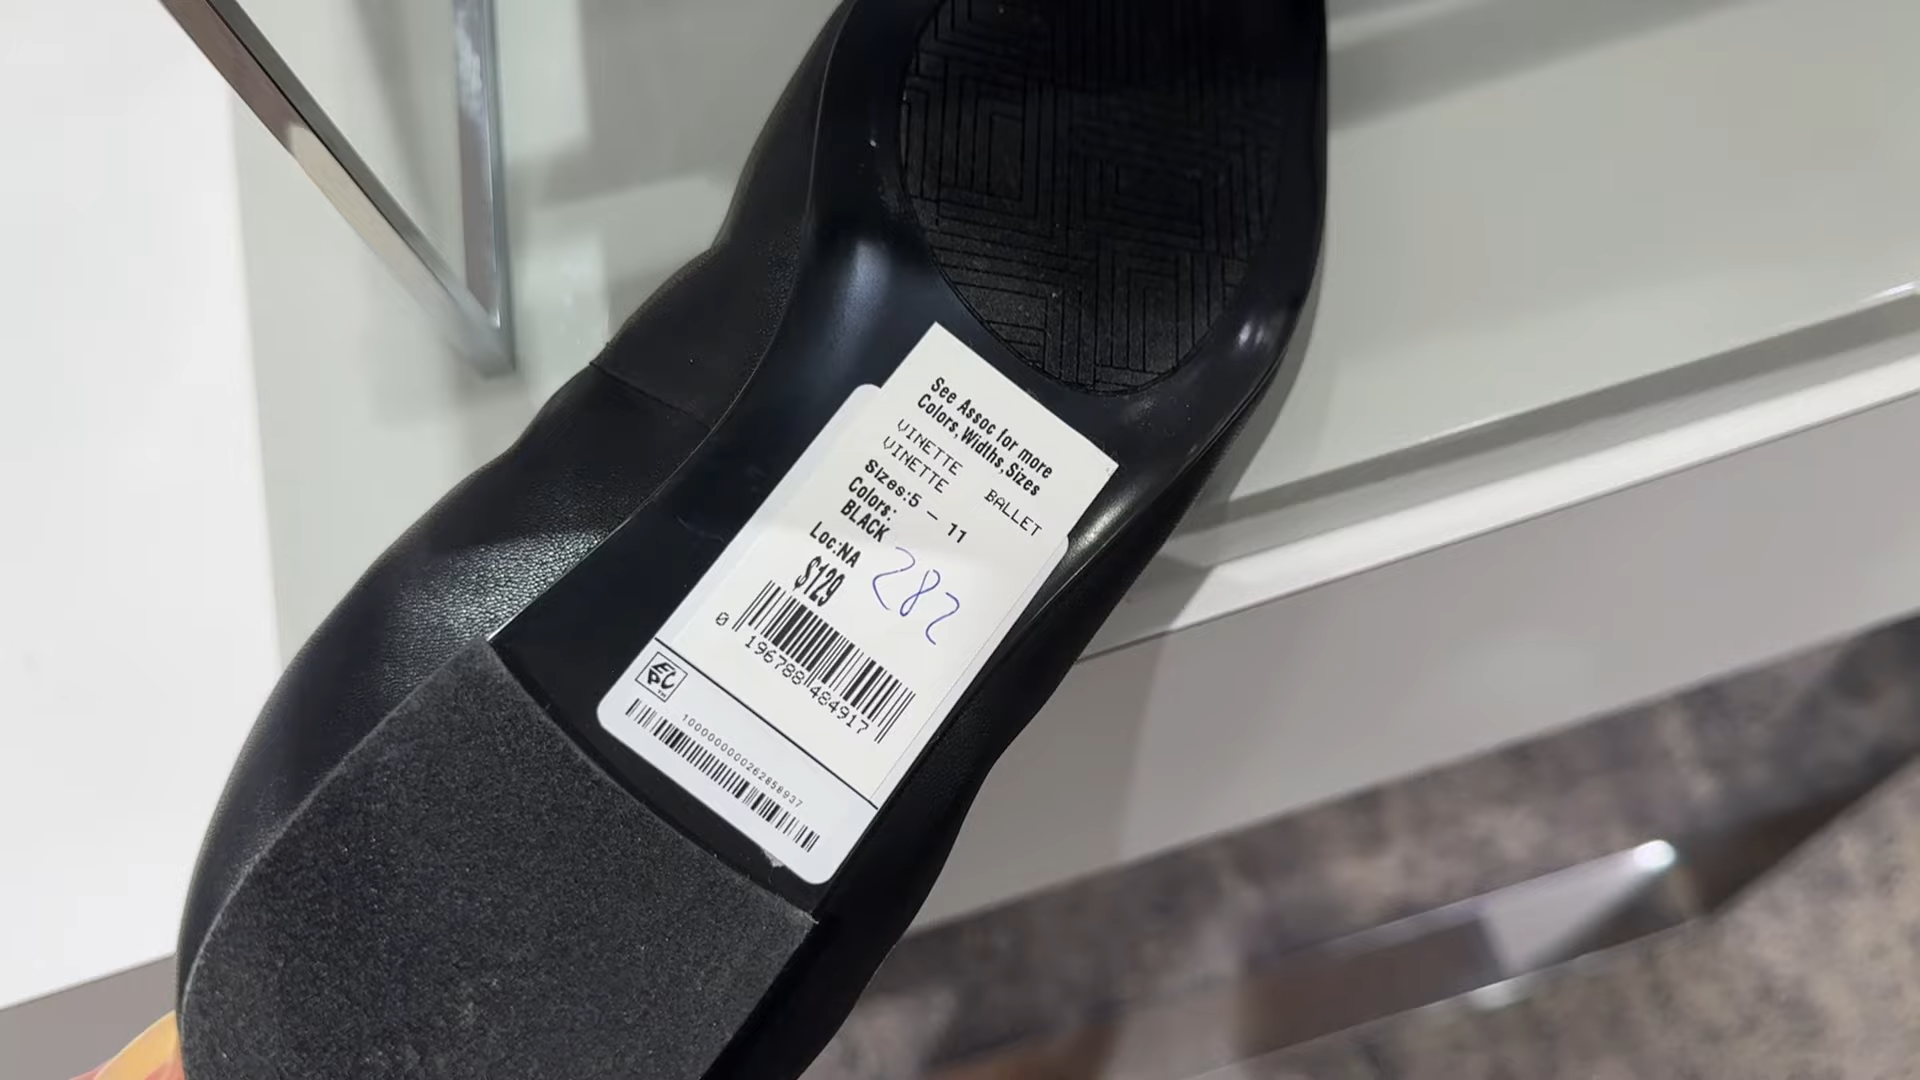 See Assoc for more
Colors,Widths,Sizes
VINETTE
VINETTE BALLET
Sizes:5 - 11
Colors:
BLACK
Loc:NA
$129
282
0 196788 484917
1000000000262858937